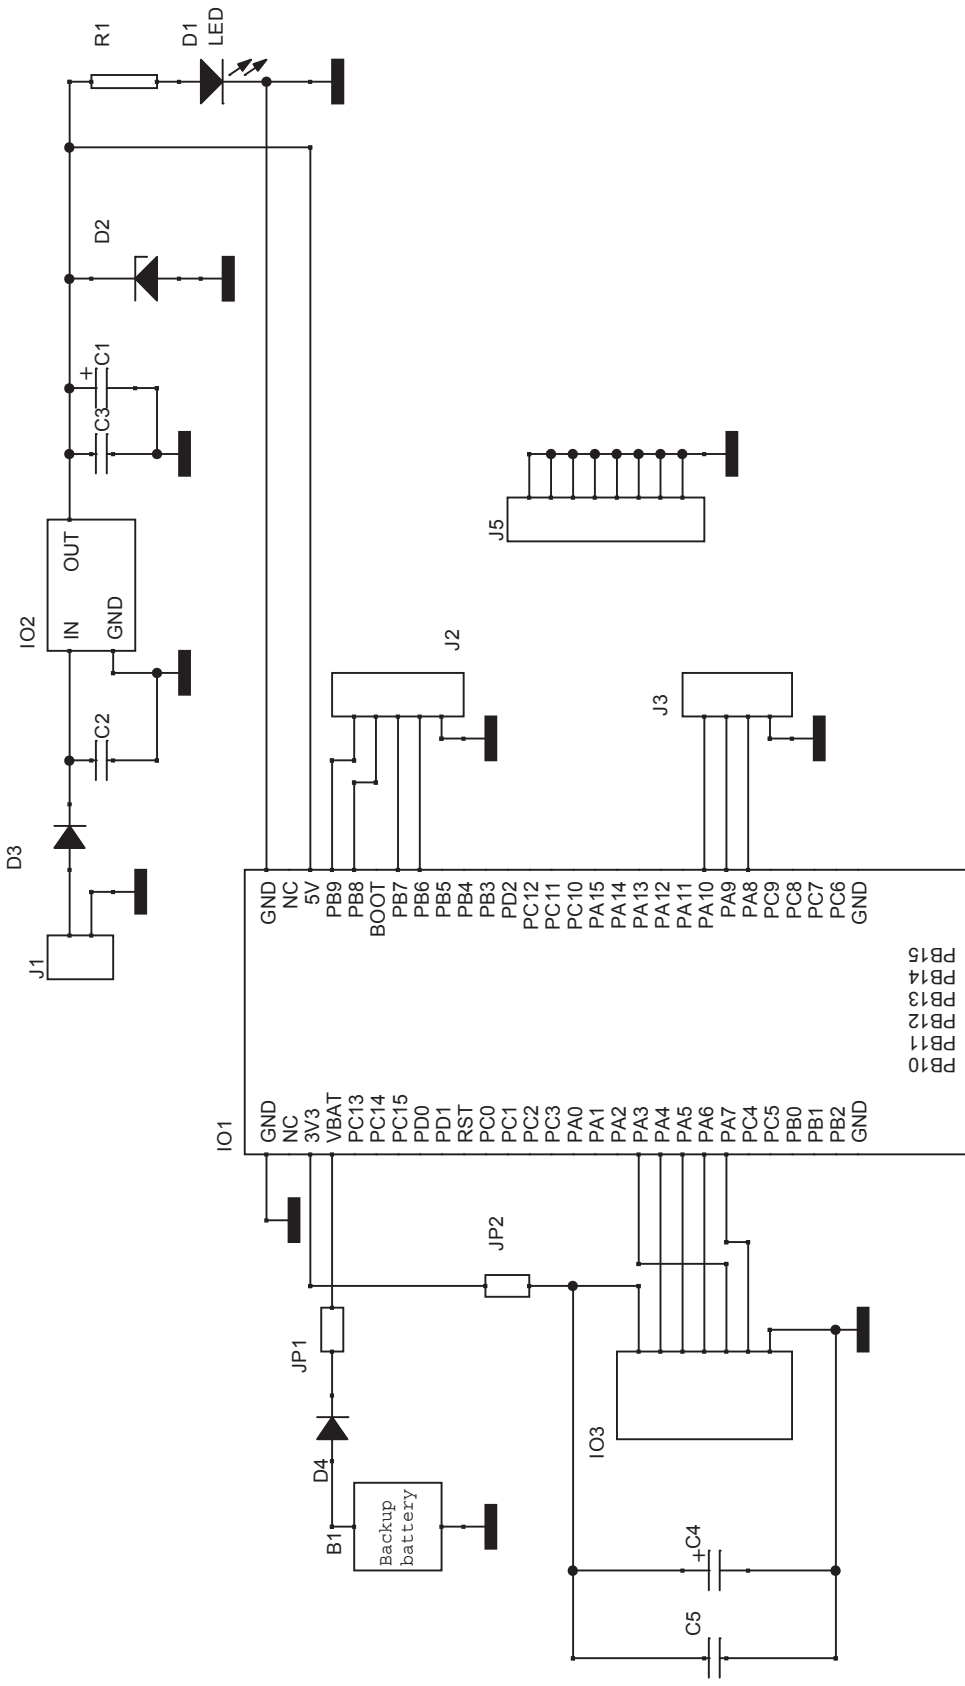 R1
D1
LED
D2
C1
+
C3
IO2
IN
OUT
GND
C2
D3
J1
J5
J2
J3
IO1
GND
NC
5V
PB9
PB8
BOOT
PB7
PB6
PB5
PB4
PB3
PD2
PC12
PC11
PC10
PA15
PA14
PA13
PA12
PA11
PA10
PA9
PA8
PC9
PC8
PC7
PC6
GND
PB15
PB14
PB13
PB12
PB11
PB10
GND
NC
3V3
VBAT
PC13
PC14
PC15
PD0
PD1
RST
PC0
PC1
PC2
PC3
PA0
PA1
PA2
PA3
PA4
PA5
PA6
PA7
PC4
PC5
PB0
PB1
PB2
GND
JP2
JP1
D4
B1
Backup
battery
IO3
+
C4
C5